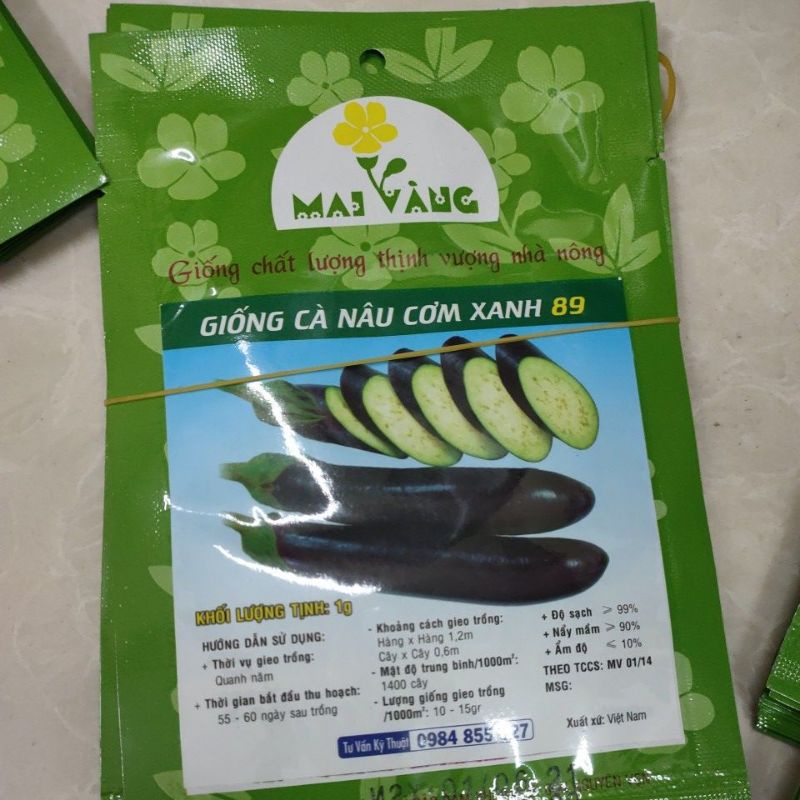 MAI VÀNG
Giống chất lượng thịnh vượng nhà nông
GIỐNG CÀ NÂU CƠM XANH 89
KHỐI LƯỢNG TỊNH: 1g
HƯỚNG DẪN SỬ DỤNG:
+ Thời vụ gieo trồng:
Quanh năm
+ Thời gian bắt đầu thu hoạch:
55 - 60 ngày sau trồng
- Khoảng cách gieo trồng:
Hàng x Hàng 1,2m
Cây x Cây 0,6m
- Mật độ trung bình/1000m²:
1400 cây
- Lượng giống gieo trồng
/1000m²: 10 - 15gr
+ Độ sạch ≥ 99%
+ Nẩy mầm ≥ 90%
+ Ẩm độ ≤ 10%
THEO TCCS: MV 01/14
MSG:
Xuất xứ: Việt Nam
Tư Vấn Kỹ Thuật 0984 855